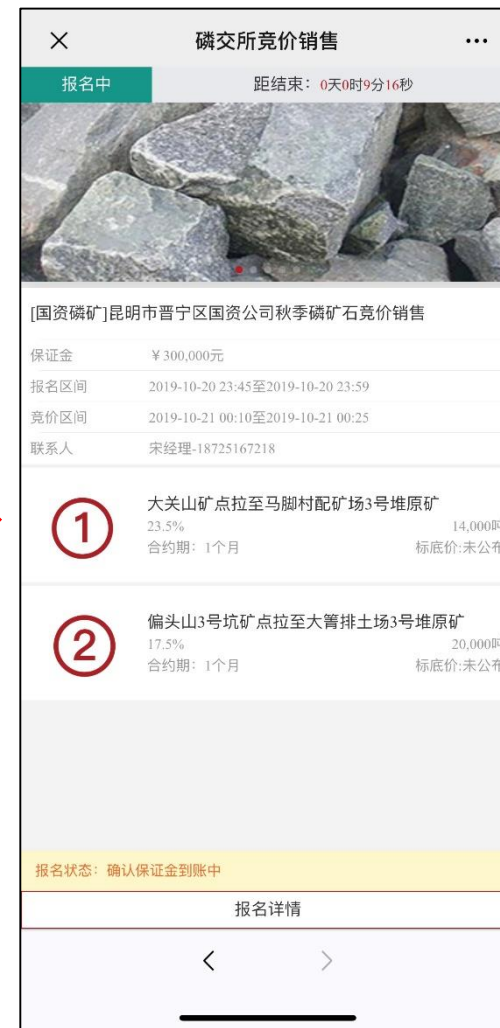 磷交所竞价销售
报名中
距结束：0天0时9分16秒
[国资磷矿]昆明市晋宁区国资公司秋季磷矿石竞价销售
保证金 ￥300,000元
报名区间 2019-10-20 23:45至2019-10-20 23:59
竞价区间 2019-10-21 00:10至2019-10-21 00:25
联系人 宋经理-18725167218
① 大关山矿点拉至马脚村配矿场3号堆原矿
23.5% 14,000吨
合约期：1个月 标底价:未公布
② 偏头山3号坑矿点拉至大箐排土场3号堆原矿
17.5% 20,000吨
合约期：1个月 标底价:未公布
报名状态：确认保证金到账中
报名详情